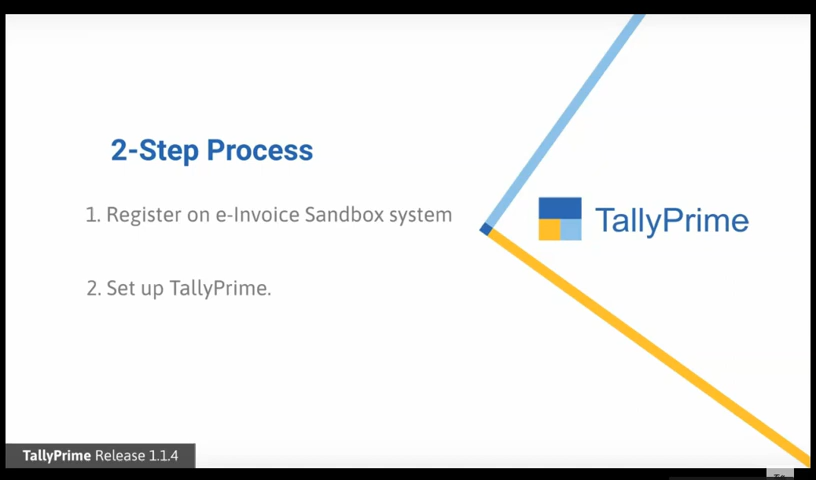 2-Step Process
1. Register on e-Invoice Sandbox system
TallyPrime
2. Set up TallyPrime.
TallyPrime Release 1.1.4